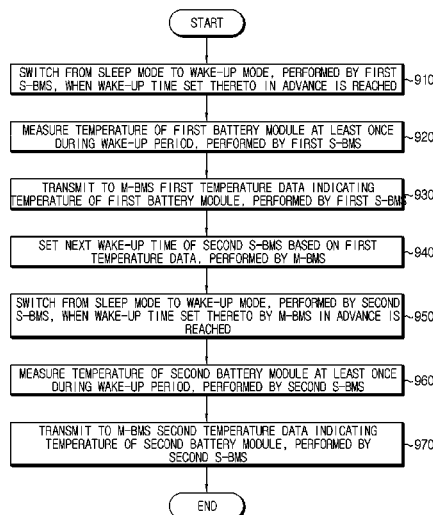 START
SWITCH FROM SLEEP MODE TO WAKE-UP MODE, PERFORMED BY FIRST
S-BMS, WHEN WAKE-UP TIME SET THERETO IN ADVANCE IS REACHED
910
MEASURE TEMPERATURE OF FIRST BATTERY MODULE AT LEAST ONCE
DURING WAKE-UP PERIOD, PERFORMED BY FIRST S-BMS
920
TRANSMIT TO M-BMS FIRST TEMPERATURE DATA INDICATING
TEMPERATURE OF FIRST BATTERY MODULE, PERFORMED BY FIRST S-BMS
930
SET NEXT WAKE-UP TIME OF SECOND S-BMS BASED ON FIRST
TEMPERATURE DATA, PERFORMED BY M-BMS
940
SWITCH FROM SLEEP MODE TO WAKE-UP MODE, PERFORMED BY SECOND
S-BMS, WHEN WAKE-UP TIME SET THERETO BY M-BMS IN ADVANCE IS
REACHED
950
MEASURE TEMPERATURE OF SECOND BATTERY MODULE AT LEAST ONCE
DURING WAKE-UP PERIOD, PERFORMED BY SECOND S-BMS
960
TRANSMIT TO M-BMS SECOND TEMPERATURE DATA INDICATING
TEMPERATURE OF SECOND BATTERY MODULE, PERFORMED BY
SECOND S-BMS
970
END